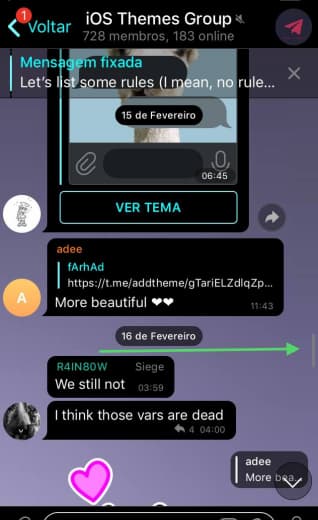 1
Voltar
iOS Themes Group
728 membros, 183 online
Mensagem fixada
Let's list some rules (I mean, no rule...
15 de Fevereiro
06:45
VER TEMA
adee
fArhAd
https://t.me/addtheme/gTariELZdlqZp...
A
More beautiful ❤❤
11:43
16 de Fevereiro
R4IN80W
Siege
We still not
03:59
I think those vars are dead
4 04:00
adee
More bea...